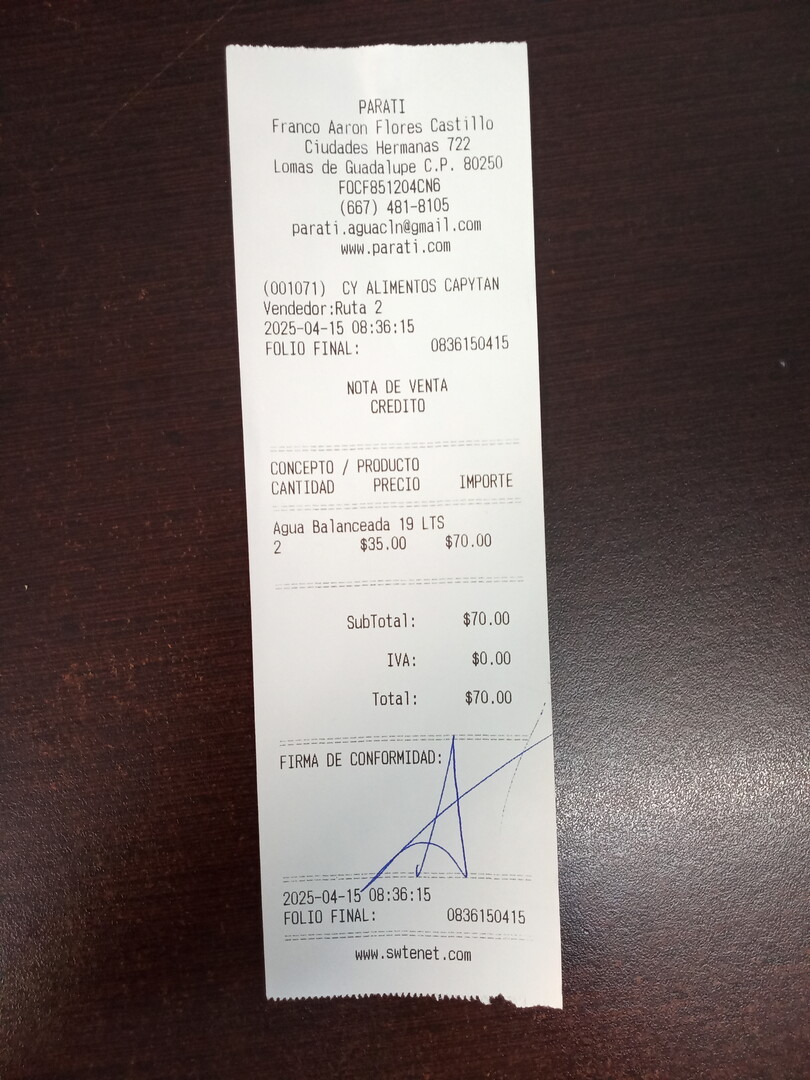 PARATI
Franco Aaron Flores Castillo
Ciudades Hermanas 722
Lomas de Guadalupe C.P. 80250
FOCF851204CN6
(667) 481-8105
parati.aguacln@gmail.com
www.parati.com
(001071) CY ALIMENTOS CAPYTAN
Vendedor:Ruta 2
2025-04-15 08:36:15
FOLIO FINAL: 0836150415
NOTA DE VENTA
CREDITO
CONCEPTO / PRODUCTO
CANTIDAD PRECIO IMPORTE
Agua Balanceada 19 LTS
2 $35.00 $70.00
SubTotal: $70.00
IVA: $0.00
Total: $70.00
FIRMA DE CONFORMIDAD:
2025-04-15 08:36:15
FOLIO FINAL: 0836150415
www.swtenet.com